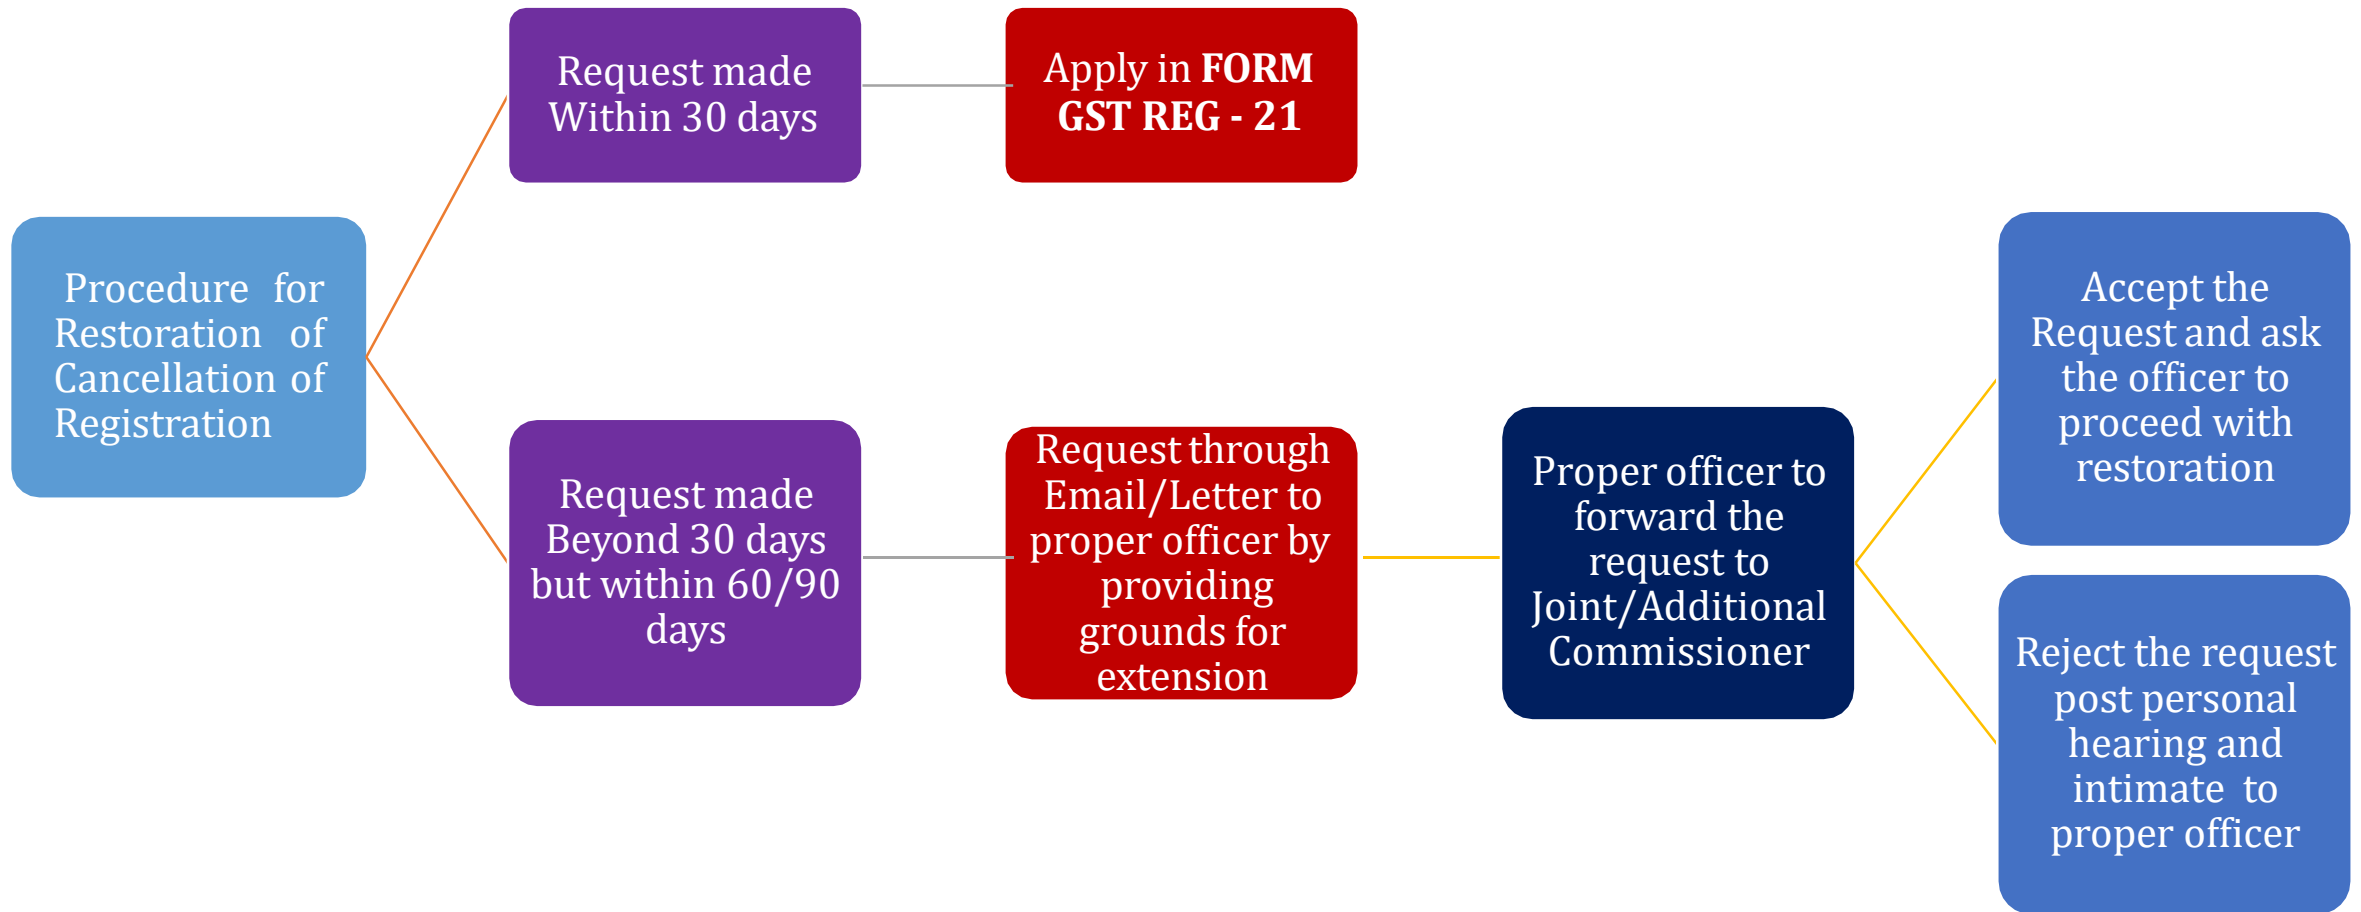 Procedure for
Restoration of
Cancellation of
Registration
Request made
Within 30 days
Apply in FORM
GST REG - 21
Request made
Beyond 30 days
but within 60/90
days
Request through
Email/Letter to
proper officer by
providing
grounds for
extension
Proper officer to
forward the
request to
Joint/Additional
Commissioner
Accept the
Request and ask
the officer to
proceed with
restoration
Reject the request
post personal
hearing and
intimate to
proper officer